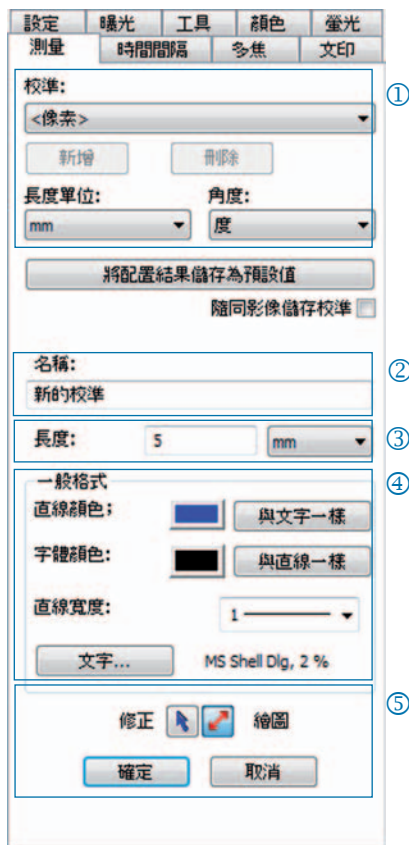 設定 曝光 工具 顏色 螢光
測量 時間間隔 多焦 文印
校準:
①
<像素>
新增 刪除
長度單位: 角度:
mm 度
將配置結果儲存為預設值
隨同影像儲存校準
名稱:
②
新的校準
長度: 5 mm
③
一般格式
④
直線顏色; 與文字一樣
字體顏色: 與直線一樣
直線寬度: 1
文字... MS Shell Dlg, 2 %
⑤
修正 繪圖
確定 取消